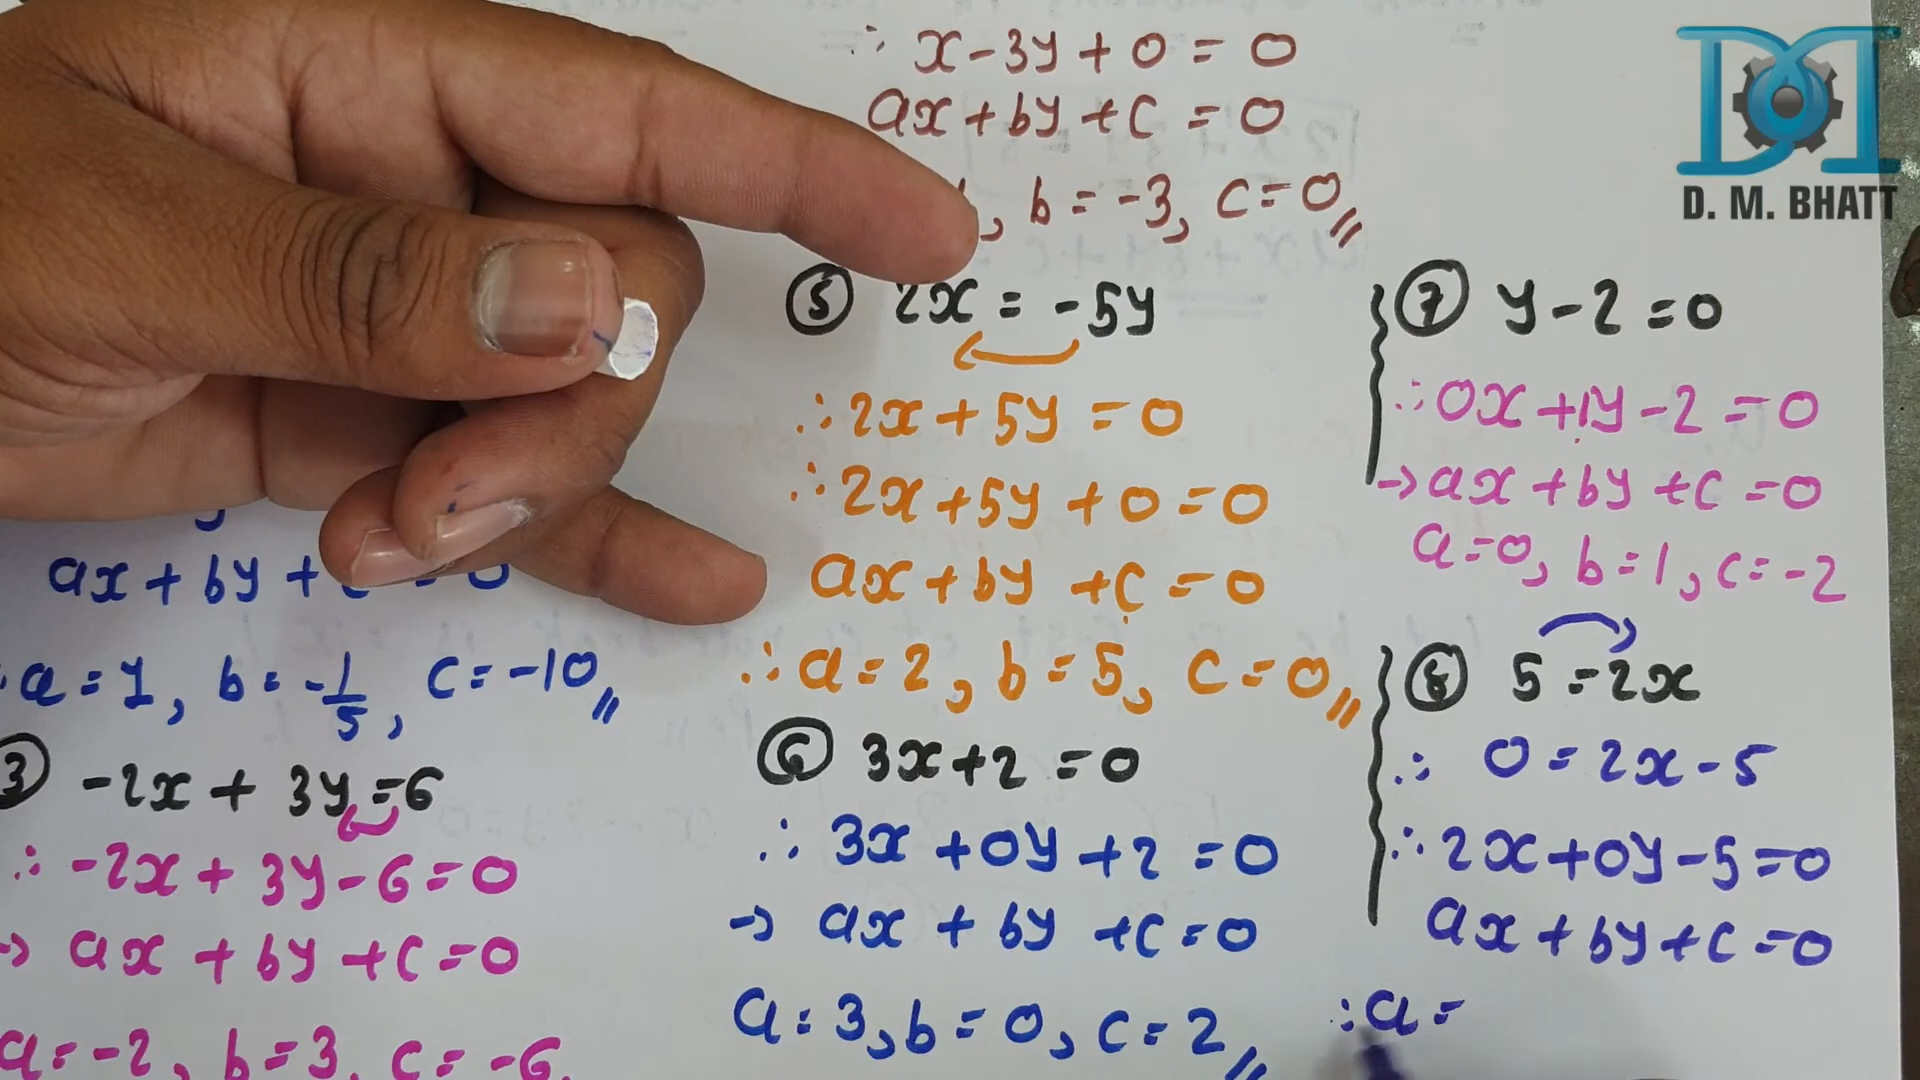 ∴ x - 3y + 0 = 0
ax + by + c = 0
, b = -3, c = 0
⑤ 2x = -5y
∴ 2x + 5y = 0
∴ 2x + 5y + 0 = 0
ax + by + c = 0
∴ a = 2, b = 5, c = 0
⑥ 3x + 2 = 0
∴ 3x + 0y + 2 = 0
→ ax + by + c = 0
a = 3, b = 0, c = 2
ax + by + = 0
∴ a = 1, b = -1/5, c = -10
③ -2x + 3y = 6
∴ -2x + 3y - 6 = 0
→ ax + by + c = 0
a = -2, b = 3, c = -6
⑦ y - 2 = 0
∴ 0x + 1y - 2 = 0
→ ax + by + c = 0
a = 0, b = 1, c = -2
⑧ 5 = 2x
∴ 0 = 2x - 5
∴ 2x + 0y - 5 = 0
ax + by + c = 0
∴ a =
D. M. BHATT